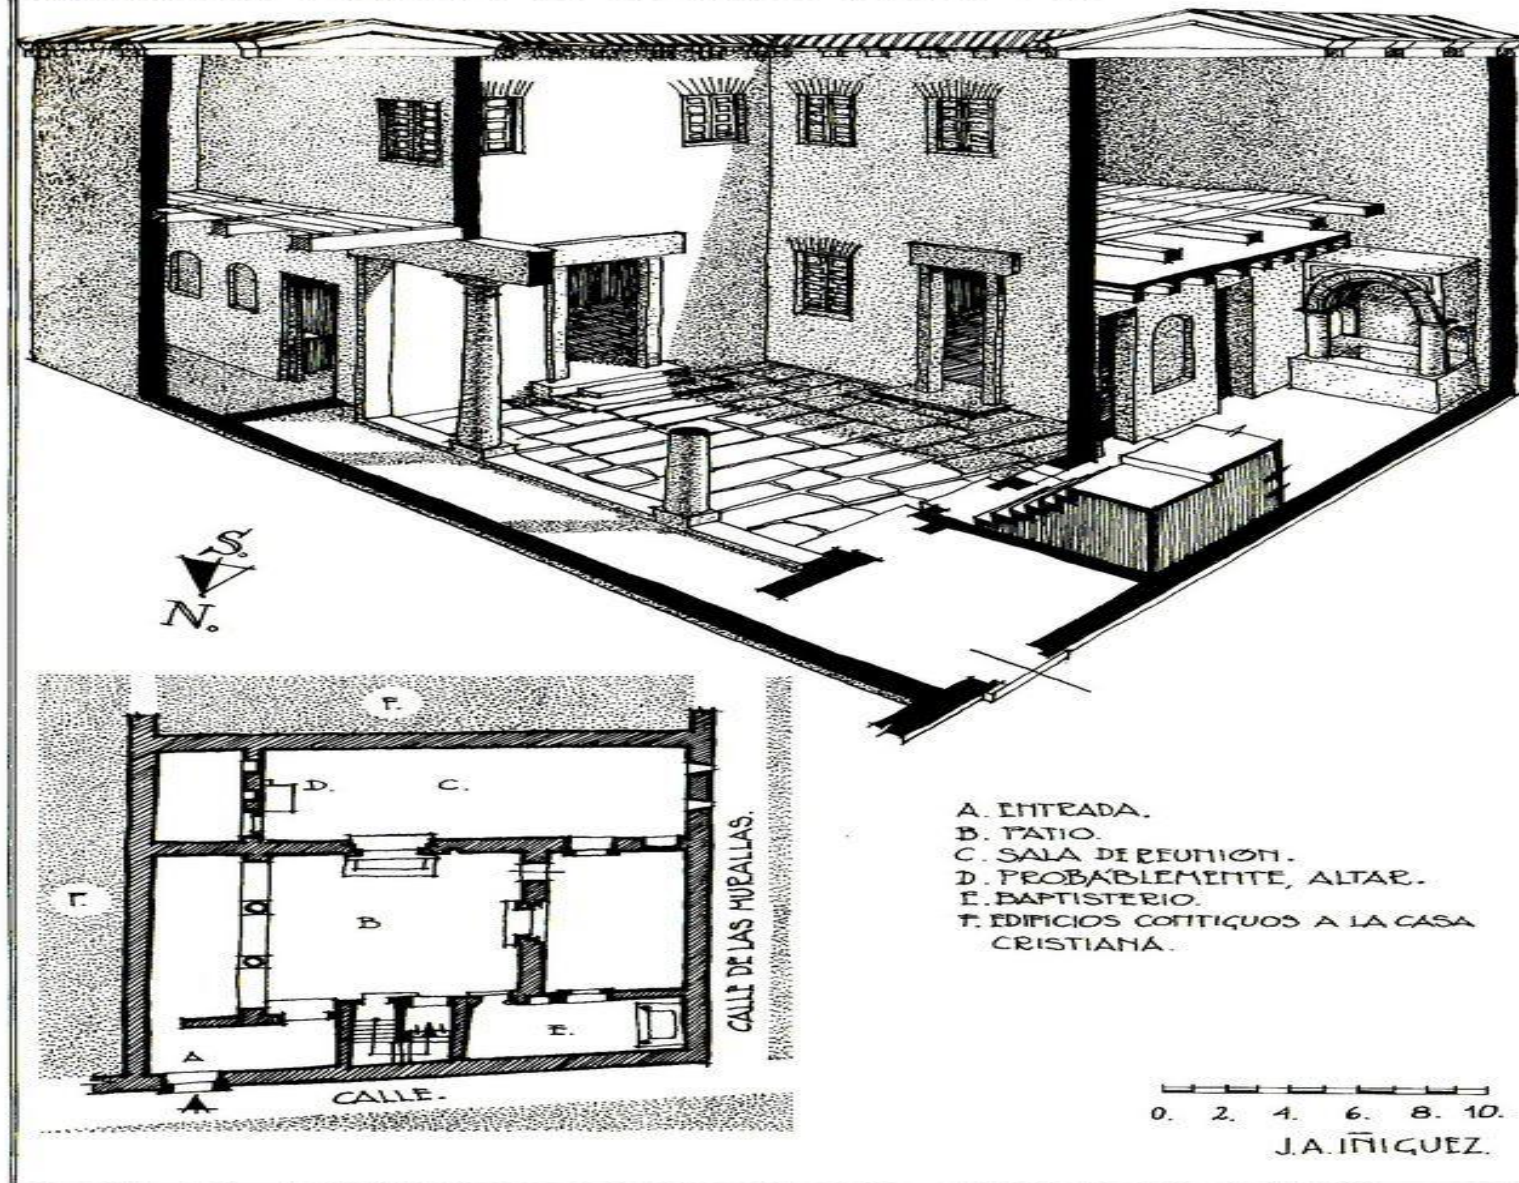 S.
N.
F.
D.
C.
F.
B
E.
A
CALLE DE LAS MURALLAS.
CALLE.
A. ENTRADA.
B. PATIO.
C. SALA DE REUNION.
D. PROBABLEMENTE, ALTAR.
E. BAPTISTERIO.
F. EDIFICIOS CONTIGUOS A LA CASA
CRISTIANA.
0. 2. 4. 6. 8. 10.
J.A. IÑIGUEZ.